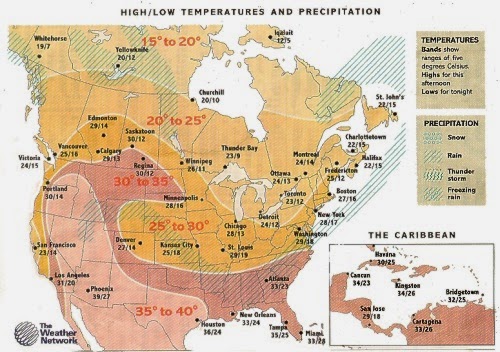 HIGH/LOW TEMPERATURES AND PRECIPITATION
Whitehorse
19/7
15° to 20°
Yellowknife
20/12
Iqaluit
12/5
Churchill
20/10
St. John's
22/15
20° to 25°
Edmonton
29/14
Saskatoon
30/12
Vancouver
25/16
Calgary
29/13
Victoria
24/15
Regina
30/12
Winnipeg
26/11
Thunder Bay
23/9
Charlottetown
22/15
Montreal
24/14
Halifax
22/15
Fredericton
25/12
Ottawa
24/13
Toronto
23/12
Boston
27/16
Portland
30/14
30° to 35°
Minneapolis
28/16
New York
28/17
Detroit
24/12
Chicago
28/13
25° to 30°
Washington
29/18
San Francisco
23/14
Denver
27/14
Kansas City
25/18
St. Louis
29/19
Los Angeles
31/20
Phoenix
39/27
Atlanta
33/23
35° to 40°
Houston
36/24
New Orleans
33/24
Tampa
35/25
Miami
The
Weather
Network
TEMPERATURES
Bands show
ranges of five
degrees Celsius.
Highs for this
afternoon
Lows for tonight
PRECIPITATION
Snow
Rain
Thunder
storm
Freezing
rain
THE CARIBBEAN
Havana
30/25
Cancun
34/23
Kingston
34/26
Bridgetown
32/25
San Jose
29/18
Cartagena
33/26